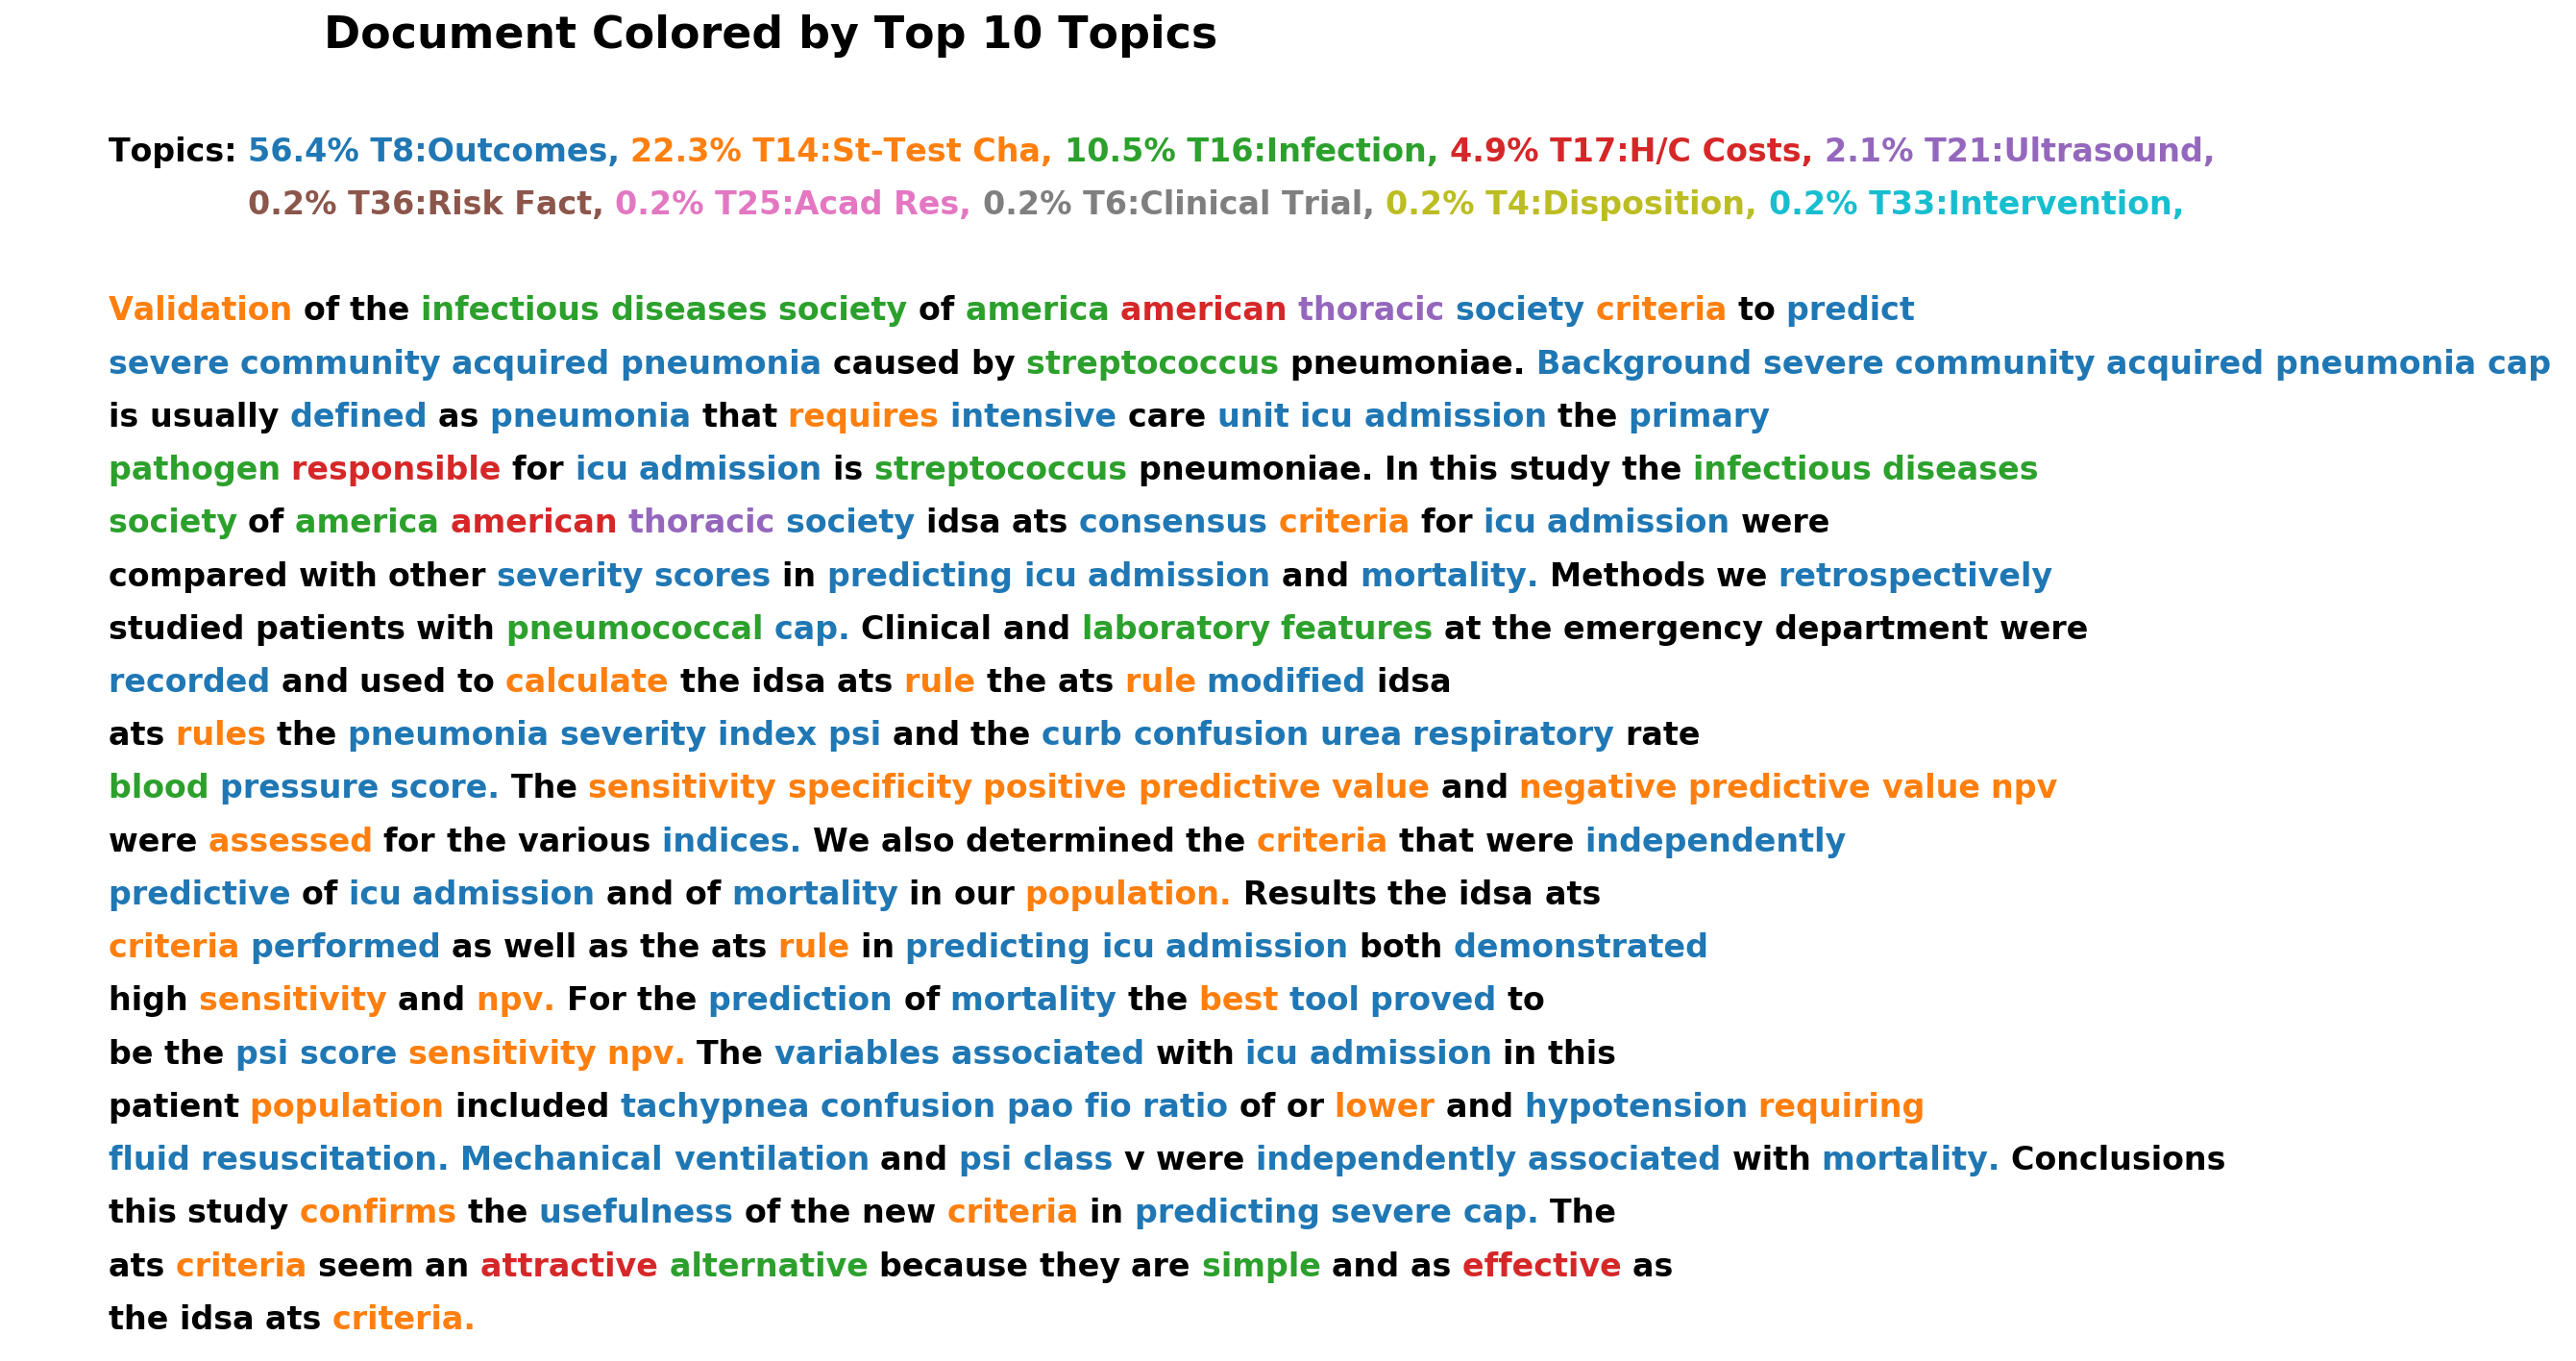 Document Colored by Top 10 Topics
Topics: 56.4% T8:Outcomes, 22.3% T14:St-Test Cha, 10.5% T16:Infection, 4.9% T17:H/C Costs, 2.1% T21:Ultrasound,
0.2% T36:Risk Fact, 0.2% T25:Acad Res, 0.2% T6:Clinical Trial, 0.2% T4:Disposition, 0.2% T33:Intervention,
Validation of the infectious diseases society of america american thoracic society criteria to predict
severe community acquired pneumonia caused by streptococcus pneumoniae. Background severe community acquired pneumonia cap
is usually defined as pneumonia that requires intensive care unit icu admission the primary
pathogen responsible for icu admission is streptococcus pneumoniae. In this study the infectious diseases
society of america american thoracic society idsa ats consensus criteria for icu admission were
compared with other severity scores in predicting icu admission and mortality. Methods we retrospectively
studied patients with pneumococcal cap. Clinical and laboratory features at the emergency department were
recorded and used to calculate the idsa ats rule the ats rule modified idsa
ats rules the pneumonia severity index psi and the curb confusion urea respiratory rate
blood pressure score. The sensitivity specificity positive predictive value and negative predictive value npv
were assessed for the various indices. We also determined the criteria that were independently
predictive of icu admission and of mortality in our population. Results the idsa ats
criteria performed as well as the ats rule in predicting icu admission both demonstrated
high sensitivity and npv. For the prediction of mortality the best tool proved to
be the psi score sensitivity npv. The variables associated with icu admission in this
patient population included tachypnea confusion pao fio ratio of or lower and hypotension requiring
fluid resuscitation. Mechanical ventilation and psi class v were independently associated with mortality. Conclusions
this study confirms the usefulness of the new criteria in predicting severe cap. The
ats criteria seem an attractive alternative because they are simple and as effective as
the idsa ats criteria.